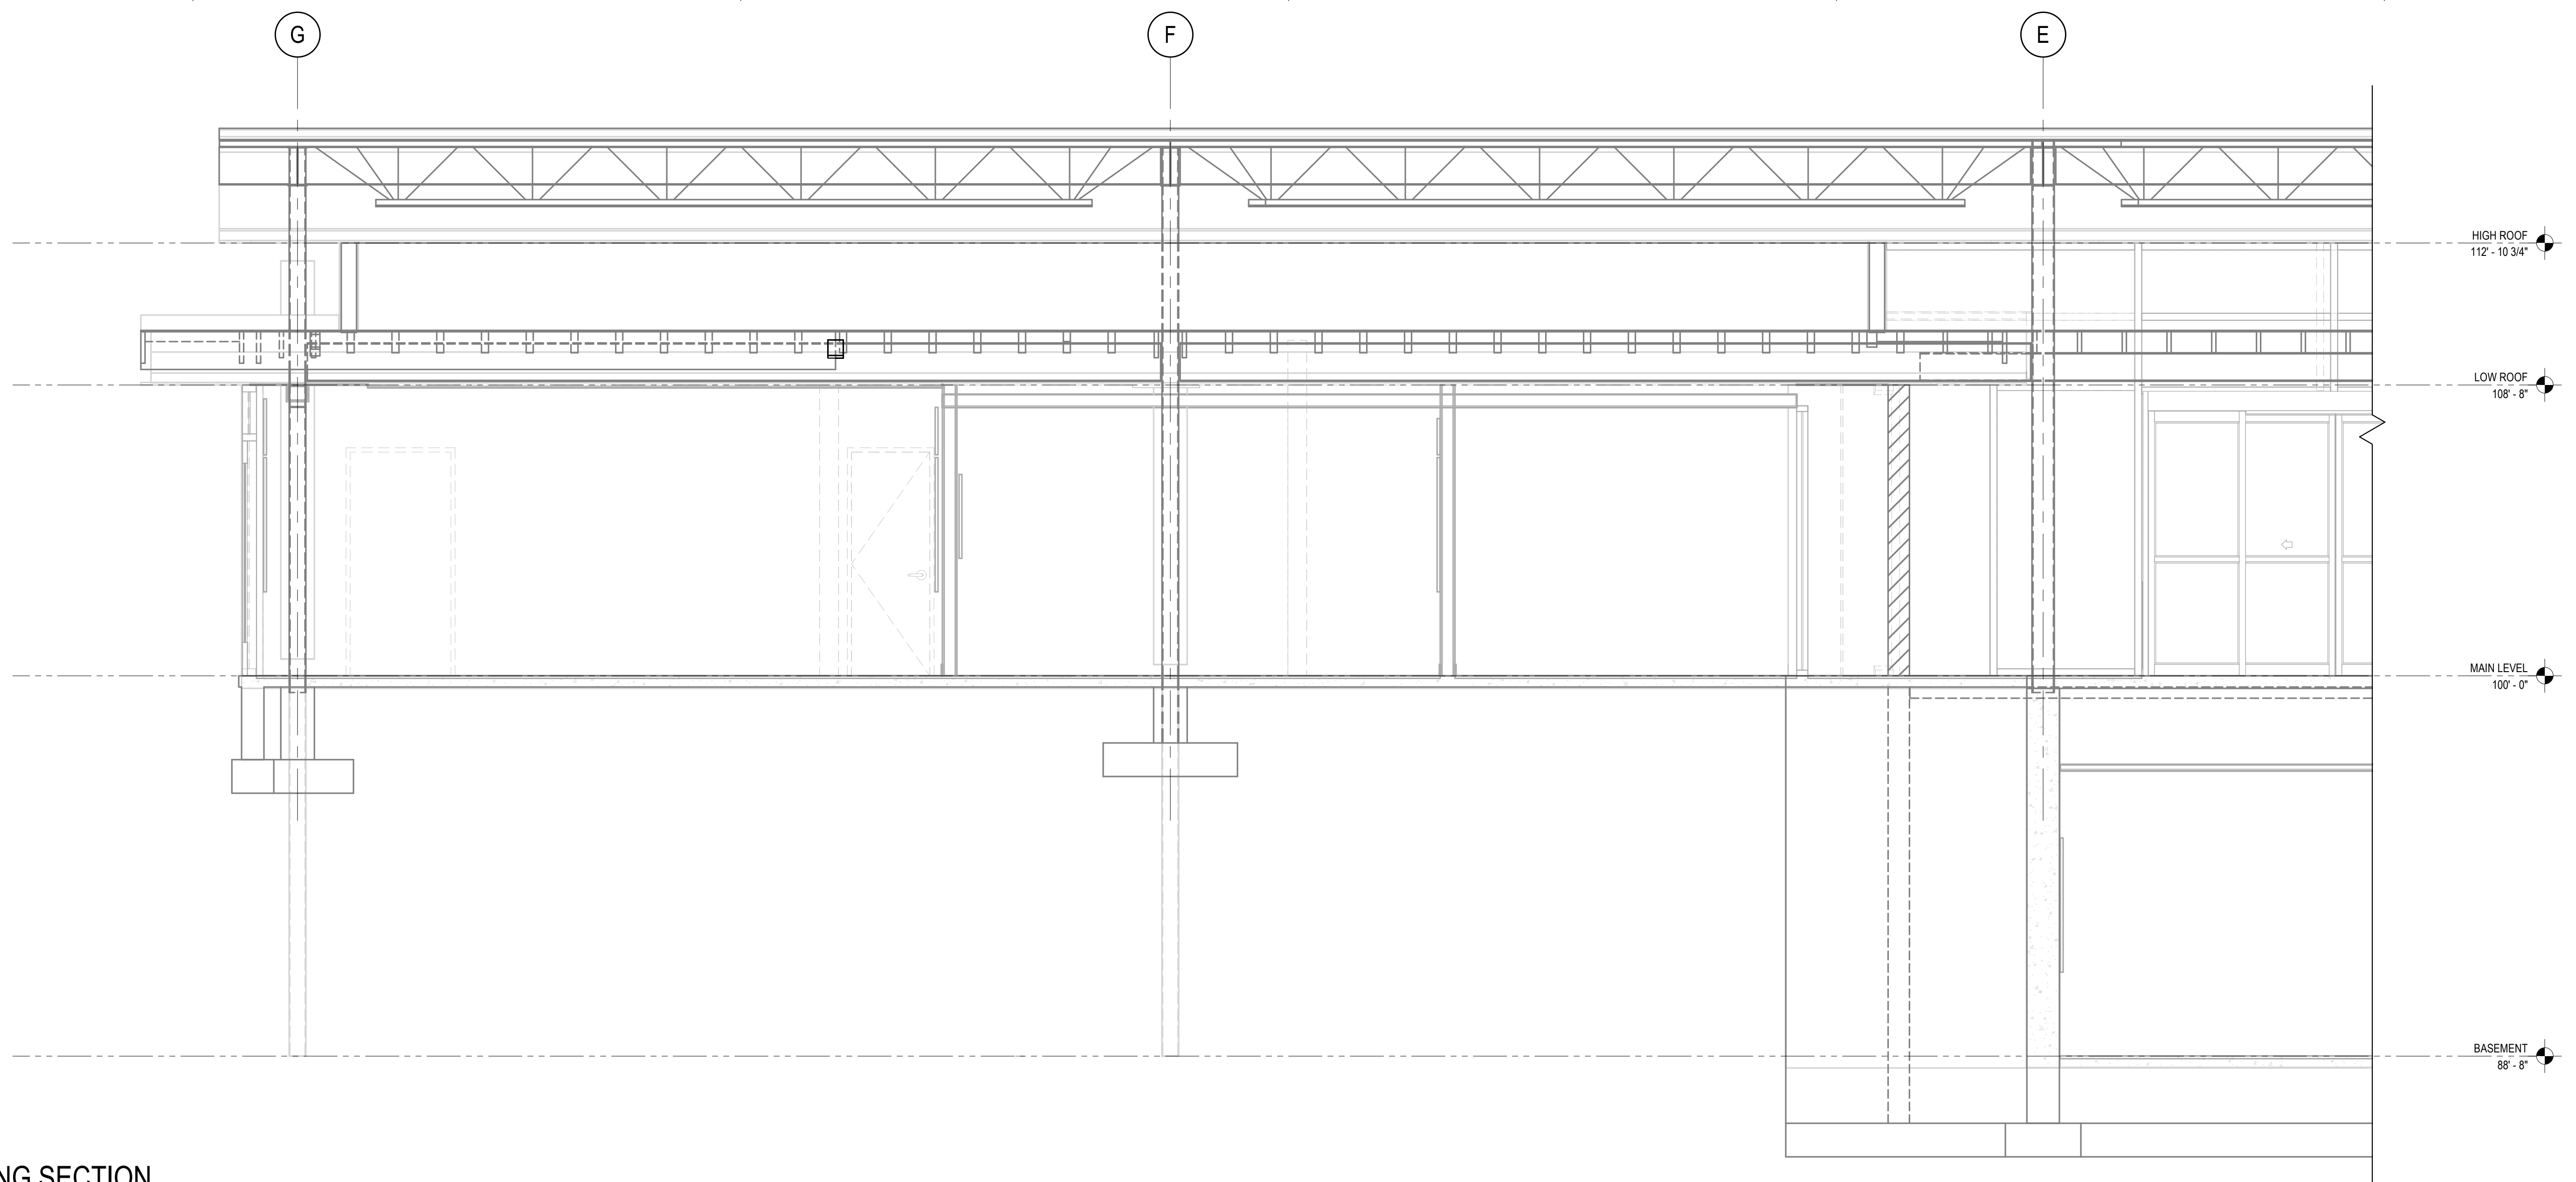 G
F
E
HIGH ROOF
112' - 10 3/4"
LOW ROOF
108' - 8"
MAIN LEVEL
100' - 0"
BASEMENT
88' - 8"
NG SECTION